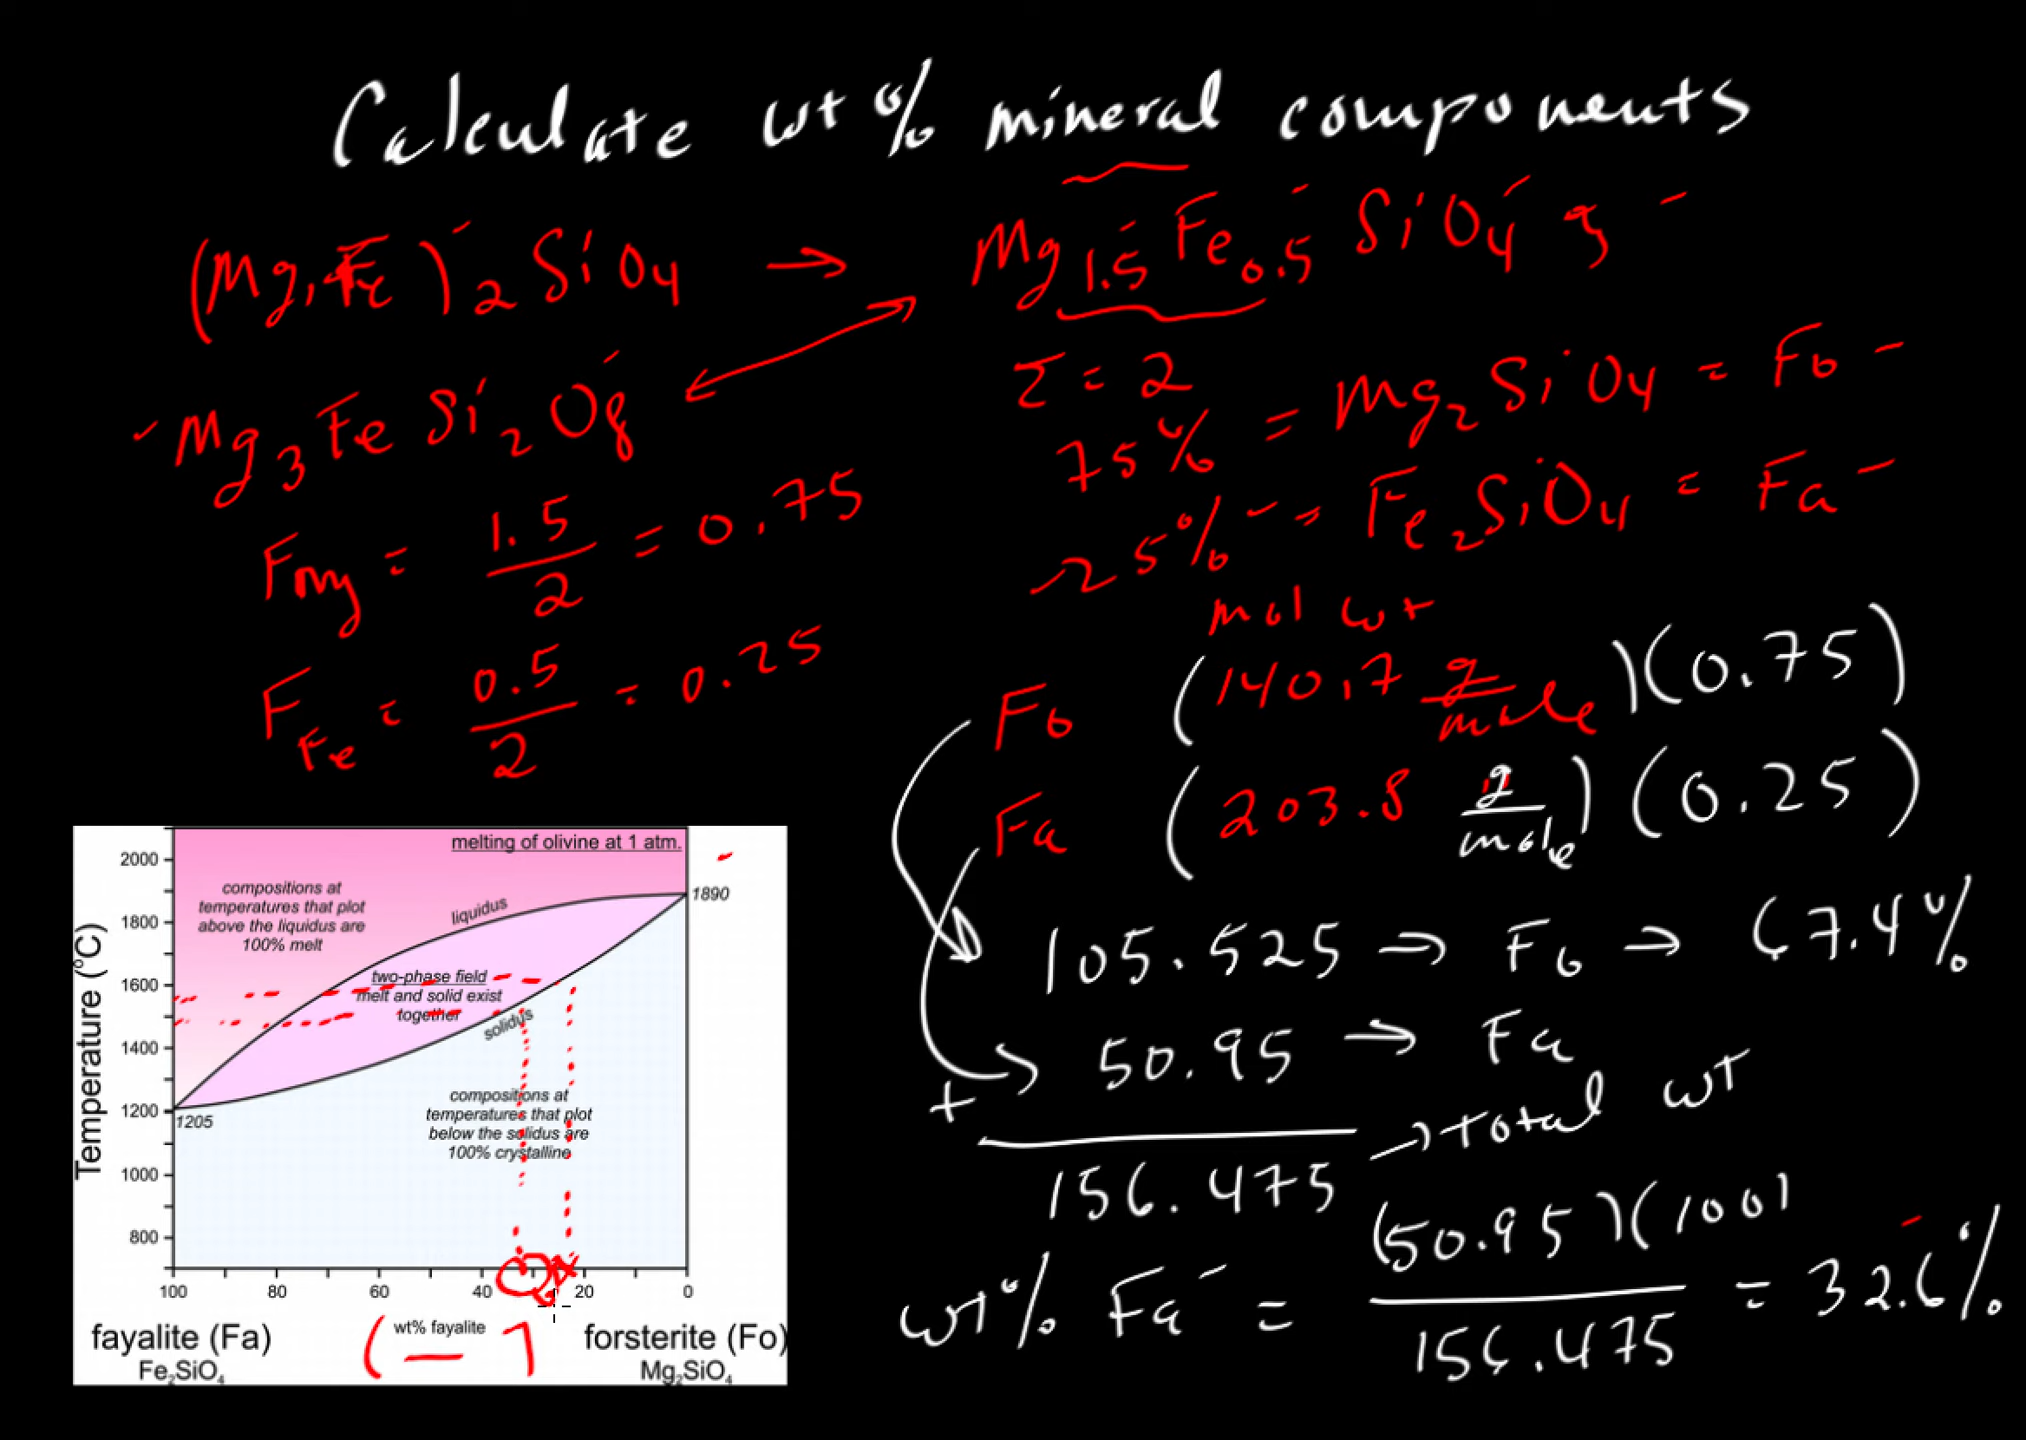 Calculate wt % mineral components
(Mg,Fe)₂SiO₄ → Mg₁.₅Fe₀.₅SiO₄
Mg₃FeSi₂O₈
Σ = 2
75% = Mg₂SiO₄ = Fo
25% = Fe₂SiO₄ = Fa
F Mg = 1.5/2 = 0.75
F Fe = 0.5/2 = 0.25
mol wt
Fo (140.7 g/mole)(0.75)
Fa (203.8 g/mole)(0.25)
105.525 → Fo → 67.4%
+ 50.95 → Fa
156.475 → total wt
wt% Fa = (50.95)(100)/156.475 = 32.6%
melting of olivine at 1 atm.
compositions at
temperatures that plot
above the liquidus are
100% melt
liquidus
1890
two-phase field
melt and solid exist
together
solidus
compositions at
temperatures that plot
below the solidus are
100% crystalline
1205
Temperature (°C)
2000
1800
1600
1400
1200
1000
800
100 80 60 40 20 0
wt% fayalite
fayalite (Fa) forsterite (Fo)
Fe₂SiO₄ Mg₂SiO₄